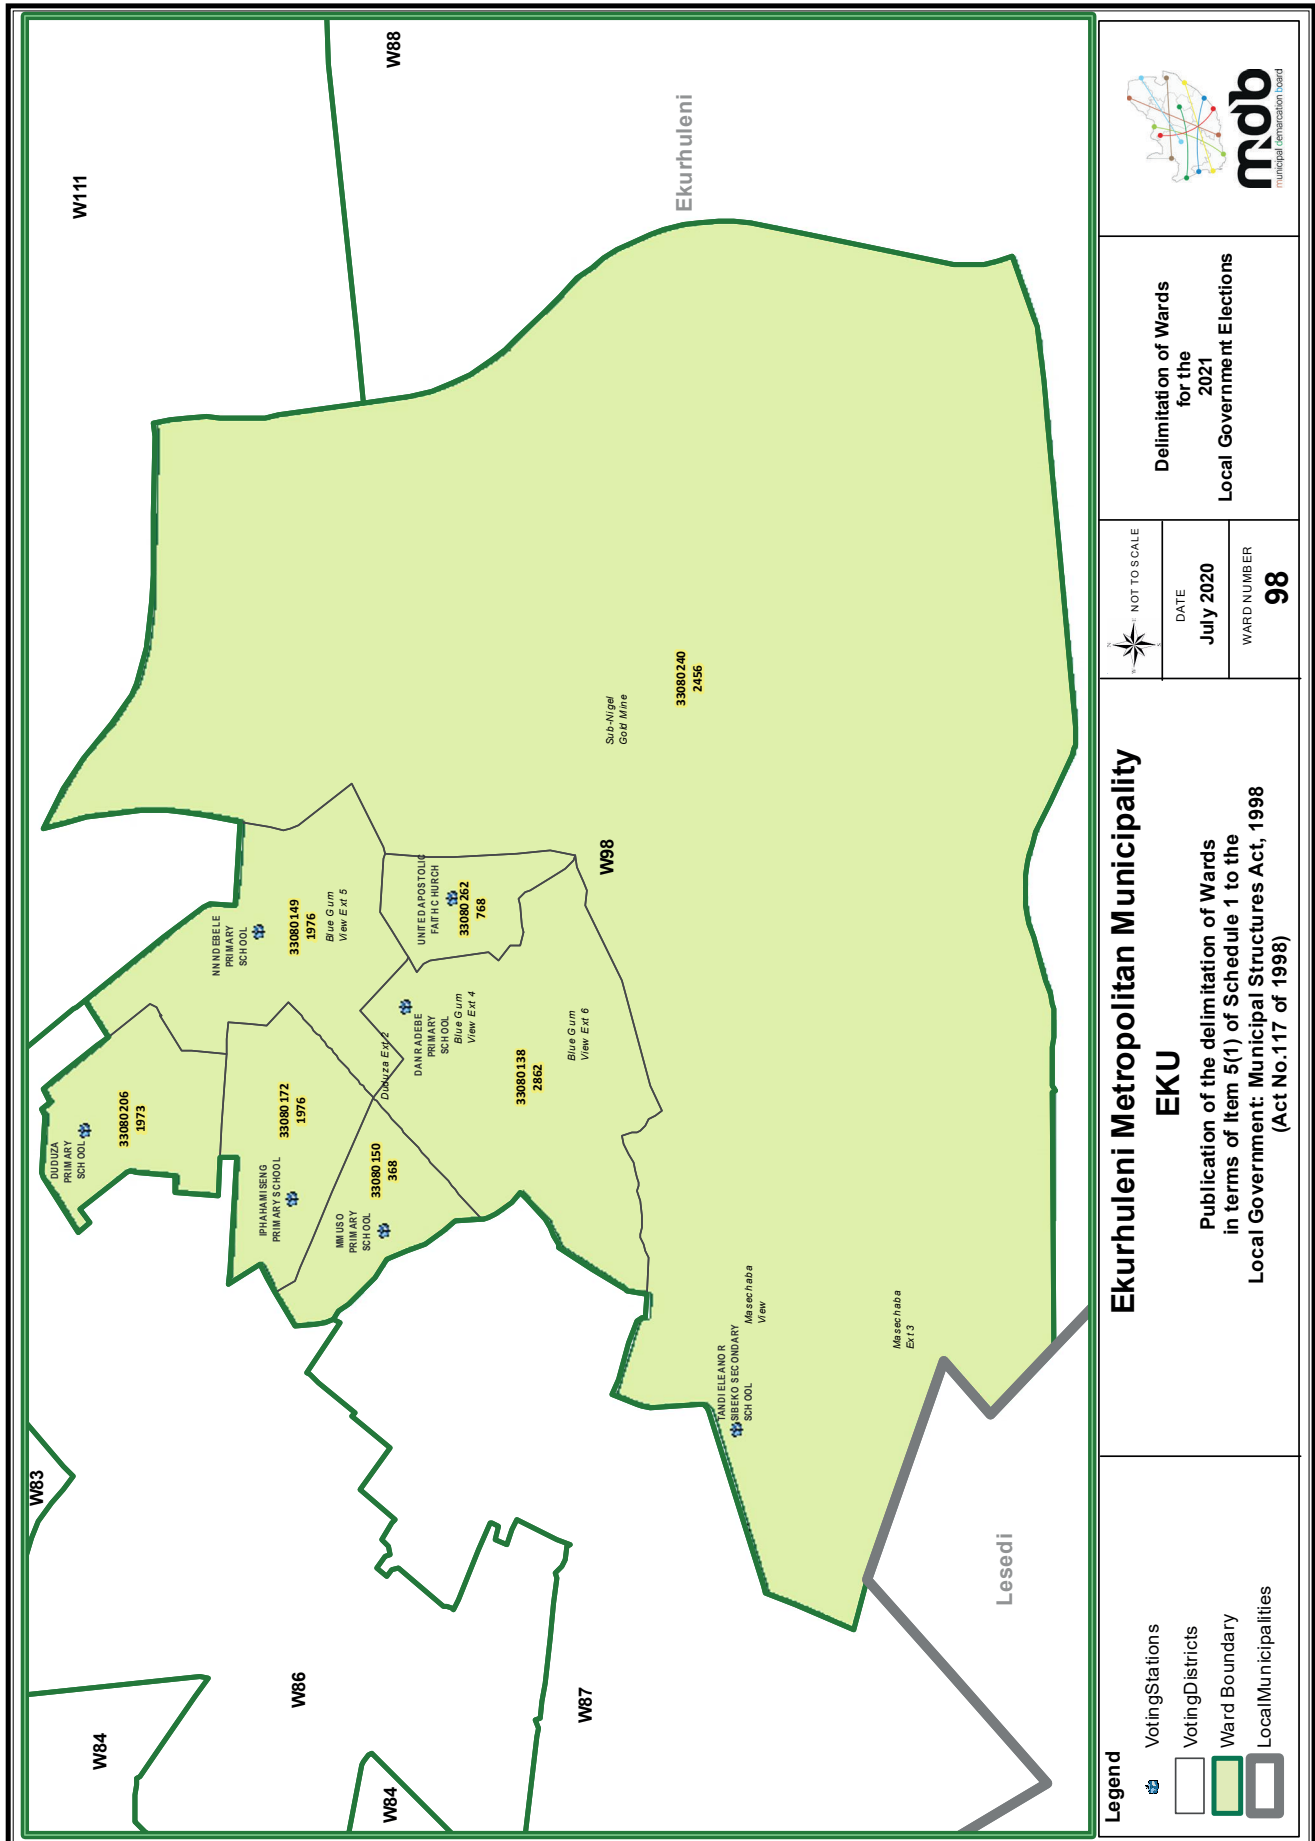 W111
W88
Ekurhuleni
W83
W84
W84
W86
W87
Lesedi
W98
DUDUZA
PRIMARY
SCHOOL
33080206
1973
NNNDEBELE
PRIMARY
SCHOOL
33080149
1976
Blue Gum
View Ext 5
IPHAHAMISENG
PRIMARY SCHOOL
33080172
1976
MMUSO
PRIMARY
SCHOOL
33080150
368
Duduza Ext 2
DAN RADEBE
PRIMARY
SCHOOL
Blue Gum
View Ext 4
33080138
2862
Blue Gum
View Ext 6
UNITED APOSTOLIC
FAITH CHURCH
33080262
768
Sub-Nigel
Gold Mine
33080240
2456
TANDI ELEANOR
SIBEKO SECONDARY
SCHOOL
Masechaba
View
Masechaba
Ext 3
Legend
VotingStations
VotingDistricts
Ward Boundary
LocalMunicipalities
Ekurhuleni Metropolitan Municipality
EKU
Publication of the delimitation of Wards
in terms of Item 5(1) of Schedule 1 to the
Local Government: Municipal Structures Act, 1998
(Act No.117 of 1998)
N
W
E
S
NOT TO SCALE
DATE
July 2020
WARD NUMBER
98
Delimitation of Wards
for the
2021
Local Government Elections
mdb
municipal demarcation board